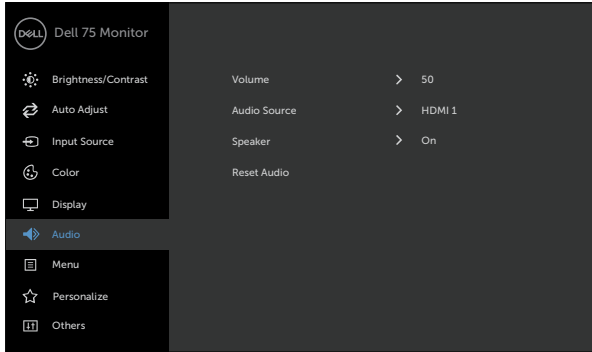 DELL Dell 75 Monitor
Brightness/Contrast Volume 50
Auto Adjust Audio Source HDMI 1
Input Source Speaker On
Color Reset Audio
Display
Audio
Menu
Personalize
Others